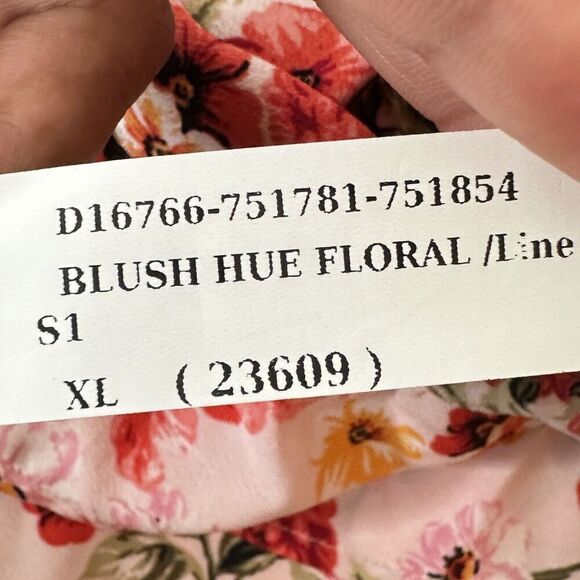 D16766-751781-751854
BLUSH HUE FLORAL /Line
S1
XL ( 23609 )